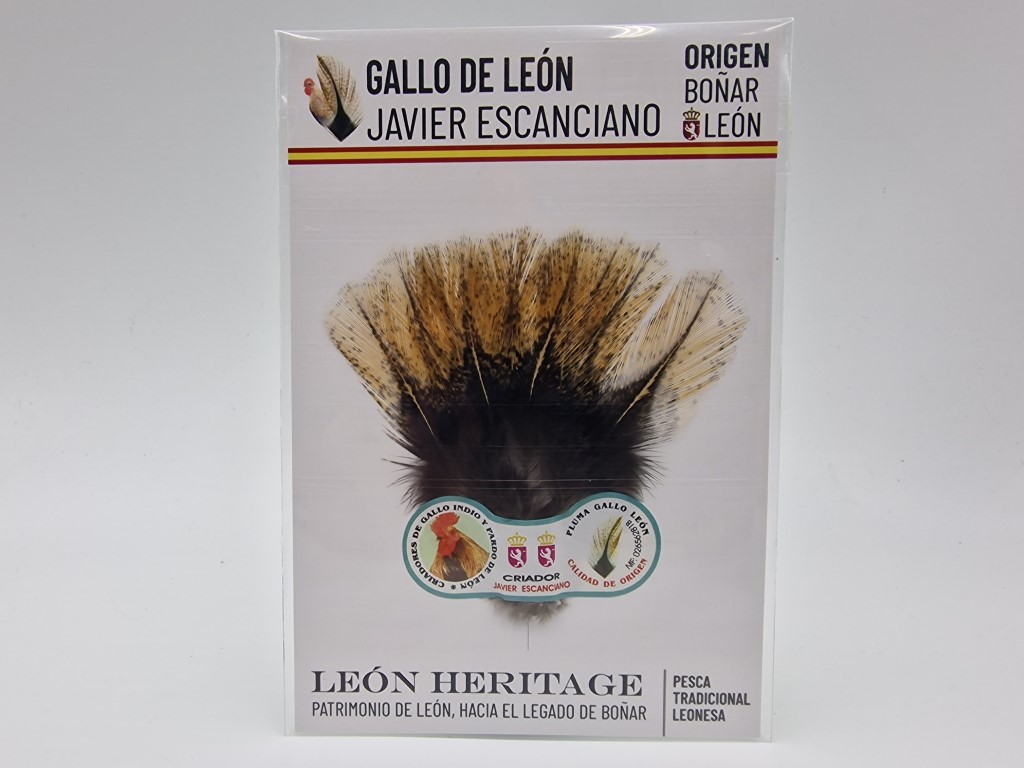 GALLO DE LEÓN
JAVIER ESCANCIANO
ORIGEN
BOÑAR
LEÓN
CRIADORES DE GALLO INDIO Y PARDO DE LEÓN
CRIADOR
JAVIER ESCANCIANO
PLUMA GALLO LEÓN
CALIDAD DE ORIGEN
LEÓN HERITAGE
PATRIMONIO DE LEÓN, HACIA EL LEGADO DE BOÑAR
PESCA
TRADICIONAL
LEONESA